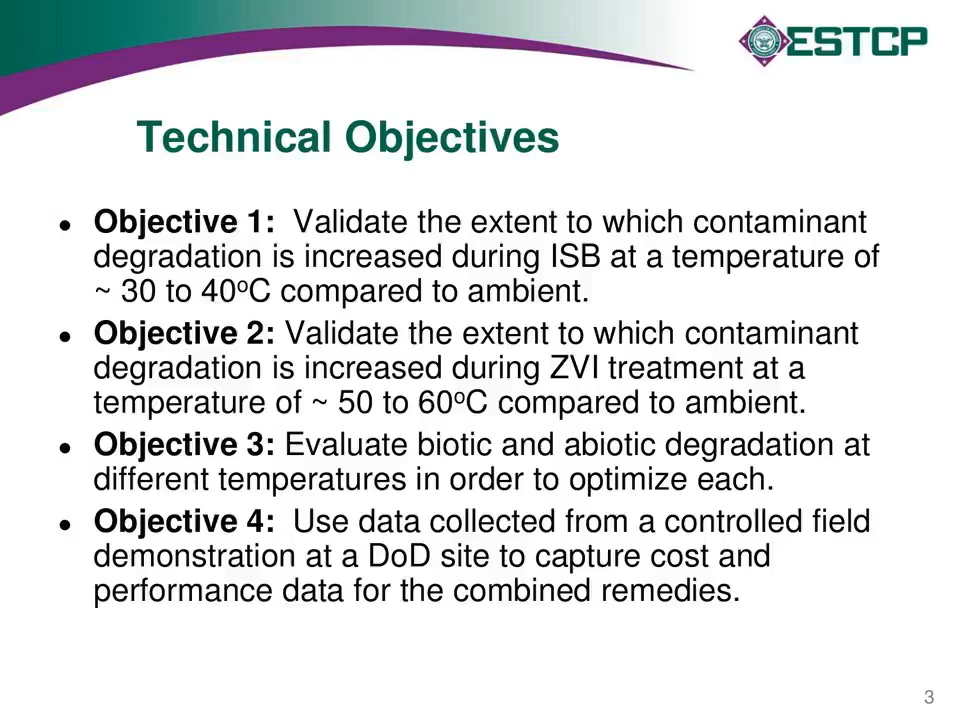 ESTCP
Technical Objectives
● Objective 1:  Validate the extent to which contaminant
degradation is increased during ISB at a temperature of
~ 30 to 40ºC compared to ambient.
● Objective 2: Validate the extent to which contaminant
degradation is increased during ZVI treatment at a
temperature of ~ 50 to 60ºC compared to ambient.
● Objective 3: Evaluate biotic and abiotic degradation at
different temperatures in order to optimize each.
● Objective 4:  Use data collected from a controlled field
demonstration at a DoD site to capture cost and
performance data for the combined remedies.
3